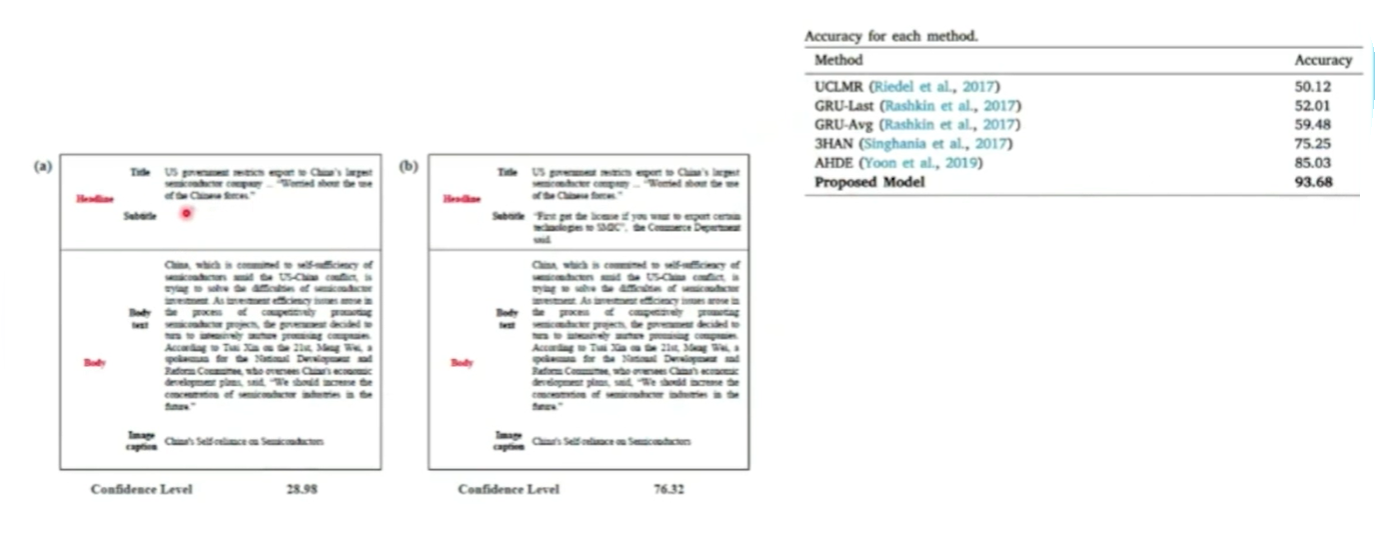 Accuracy for each method.
Method Accuracy
UCLMR (Riedel et al., 2017) 50.12
GRU-Last (Rashkin et al., 2017) 52.01
GRU-Avg (Rashkin et al., 2017) 59.48
3HAN (Singhania et al., 2017) 75.25
AHDE (Yoon et al., 2019) 85.03
Proposed Model 93.68
(a)
Headline
Title
US government restricts export to China's largest
semiconductor company ... "Worried about the use
of the Chinese forces."
Subtitle
Body
Body
text
China, which is committed to self-sufficiency of
semiconductors amid the US-China conflict, is
trying to solve the difficulties of semiconductor
investment. As investment efficiency issues arose in
the process of competitively promoting
semiconductor projects, the government decided to
turn to intensively nurture promising companies.
According to Xin on the 21st, Meng Wei, a
spokesman for the National Development and
Reform Committee, who oversees China's economic
development plans, said, "We should increase the
concentration of semiconductor industries in the
future."
Image
caption
China's Self-reliance on Semiconductors
Confidence Level 28.98
(b)
Headline
Title
US government restricts export to China's largest
semiconductor company ... "Worried about the use
of the Chinese forces."
Subtitle
"First get the license if you want to export certain
technologies to SMIC", the Commerce Department
said.
Body
Body
text
China, which is committed to self-sufficiency of
semiconductors amid the US-China conflict, is
trying to solve the difficulties of semiconductor
investment. As investment efficiency issues arose in
the process of competitively promoting
semiconductor projects, the government decided to
turn to intensively nurture promising companies.
According to Xin on the 21st, Meng Wei, a
spokesman for the National Development and
Reform Committee, who oversees China's economic
development plans, said, "We should increase the
concentration of semiconductor industries in the
future."
Image
caption
China's Self-reliance on Semiconductors
Confidence Level 76.32